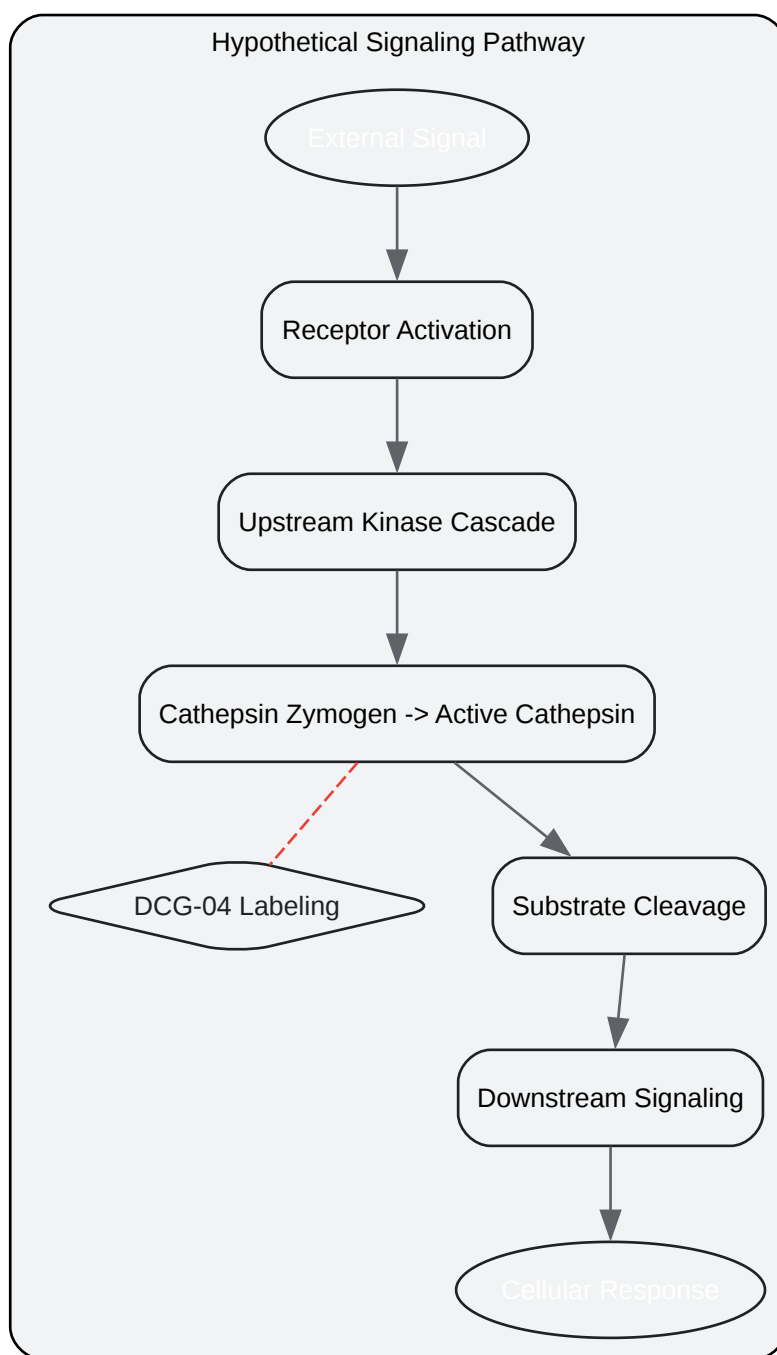 Hypothetical Signaling Pathway
External Signal
Receptor Activation
Upstream Kinase Cascade
Cathepsin Zymogen -> Active Cathepsin
DCG-04 Labeling
Substrate Cleavage
Downstream Signaling
Cellular Response